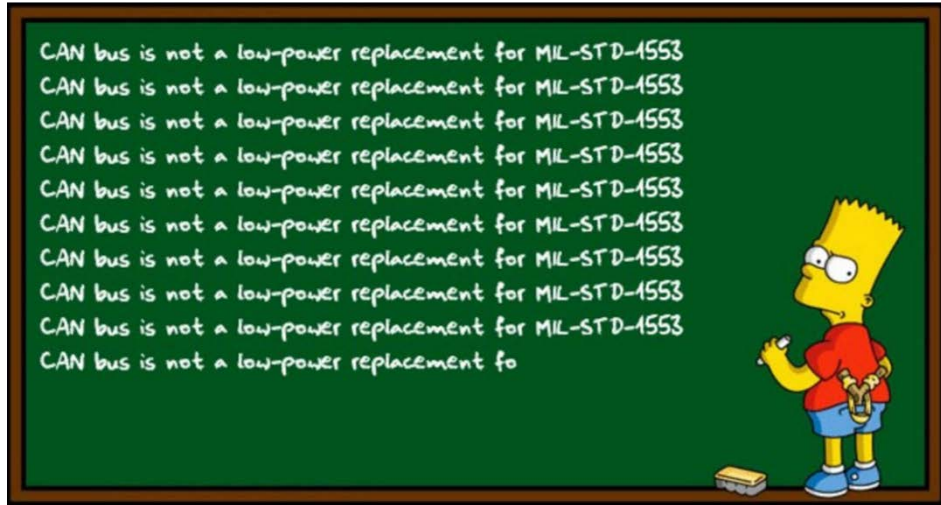 CAN bus is not a low-power replacement for MIL-STD-1553
CAN bus is not a low-power replacement for MIL-STD-1553
CAN bus is not a low-power replacement for MIL-STD-1553
CAN bus is not a low-power replacement for MIL-STD-1553
CAN bus is not a low-power replacement for MIL-STD-1553
CAN bus is not a low-power replacement for MIL-STD-1553
CAN bus is not a low-power replacement for MIL-STD-1553
CAN bus is not a low-power replacement for MIL-STD-1553
CAN bus is not a low-power replacement for MIL-STD-1553
CAN bus is not a low-power replacement fo